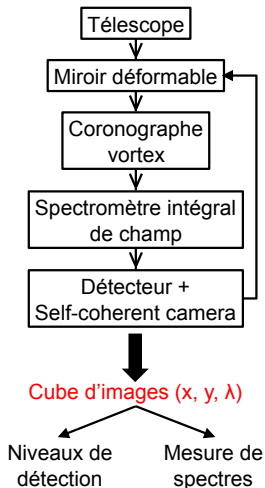 Télescope
Miroir déformable
Coronographe
vortex
Spectromètre intégral
de champ
Détecteur +
Self-coherent camera
Cube d'images (x, y, λ)
Niveaux de
détection
Mesure de
spectres